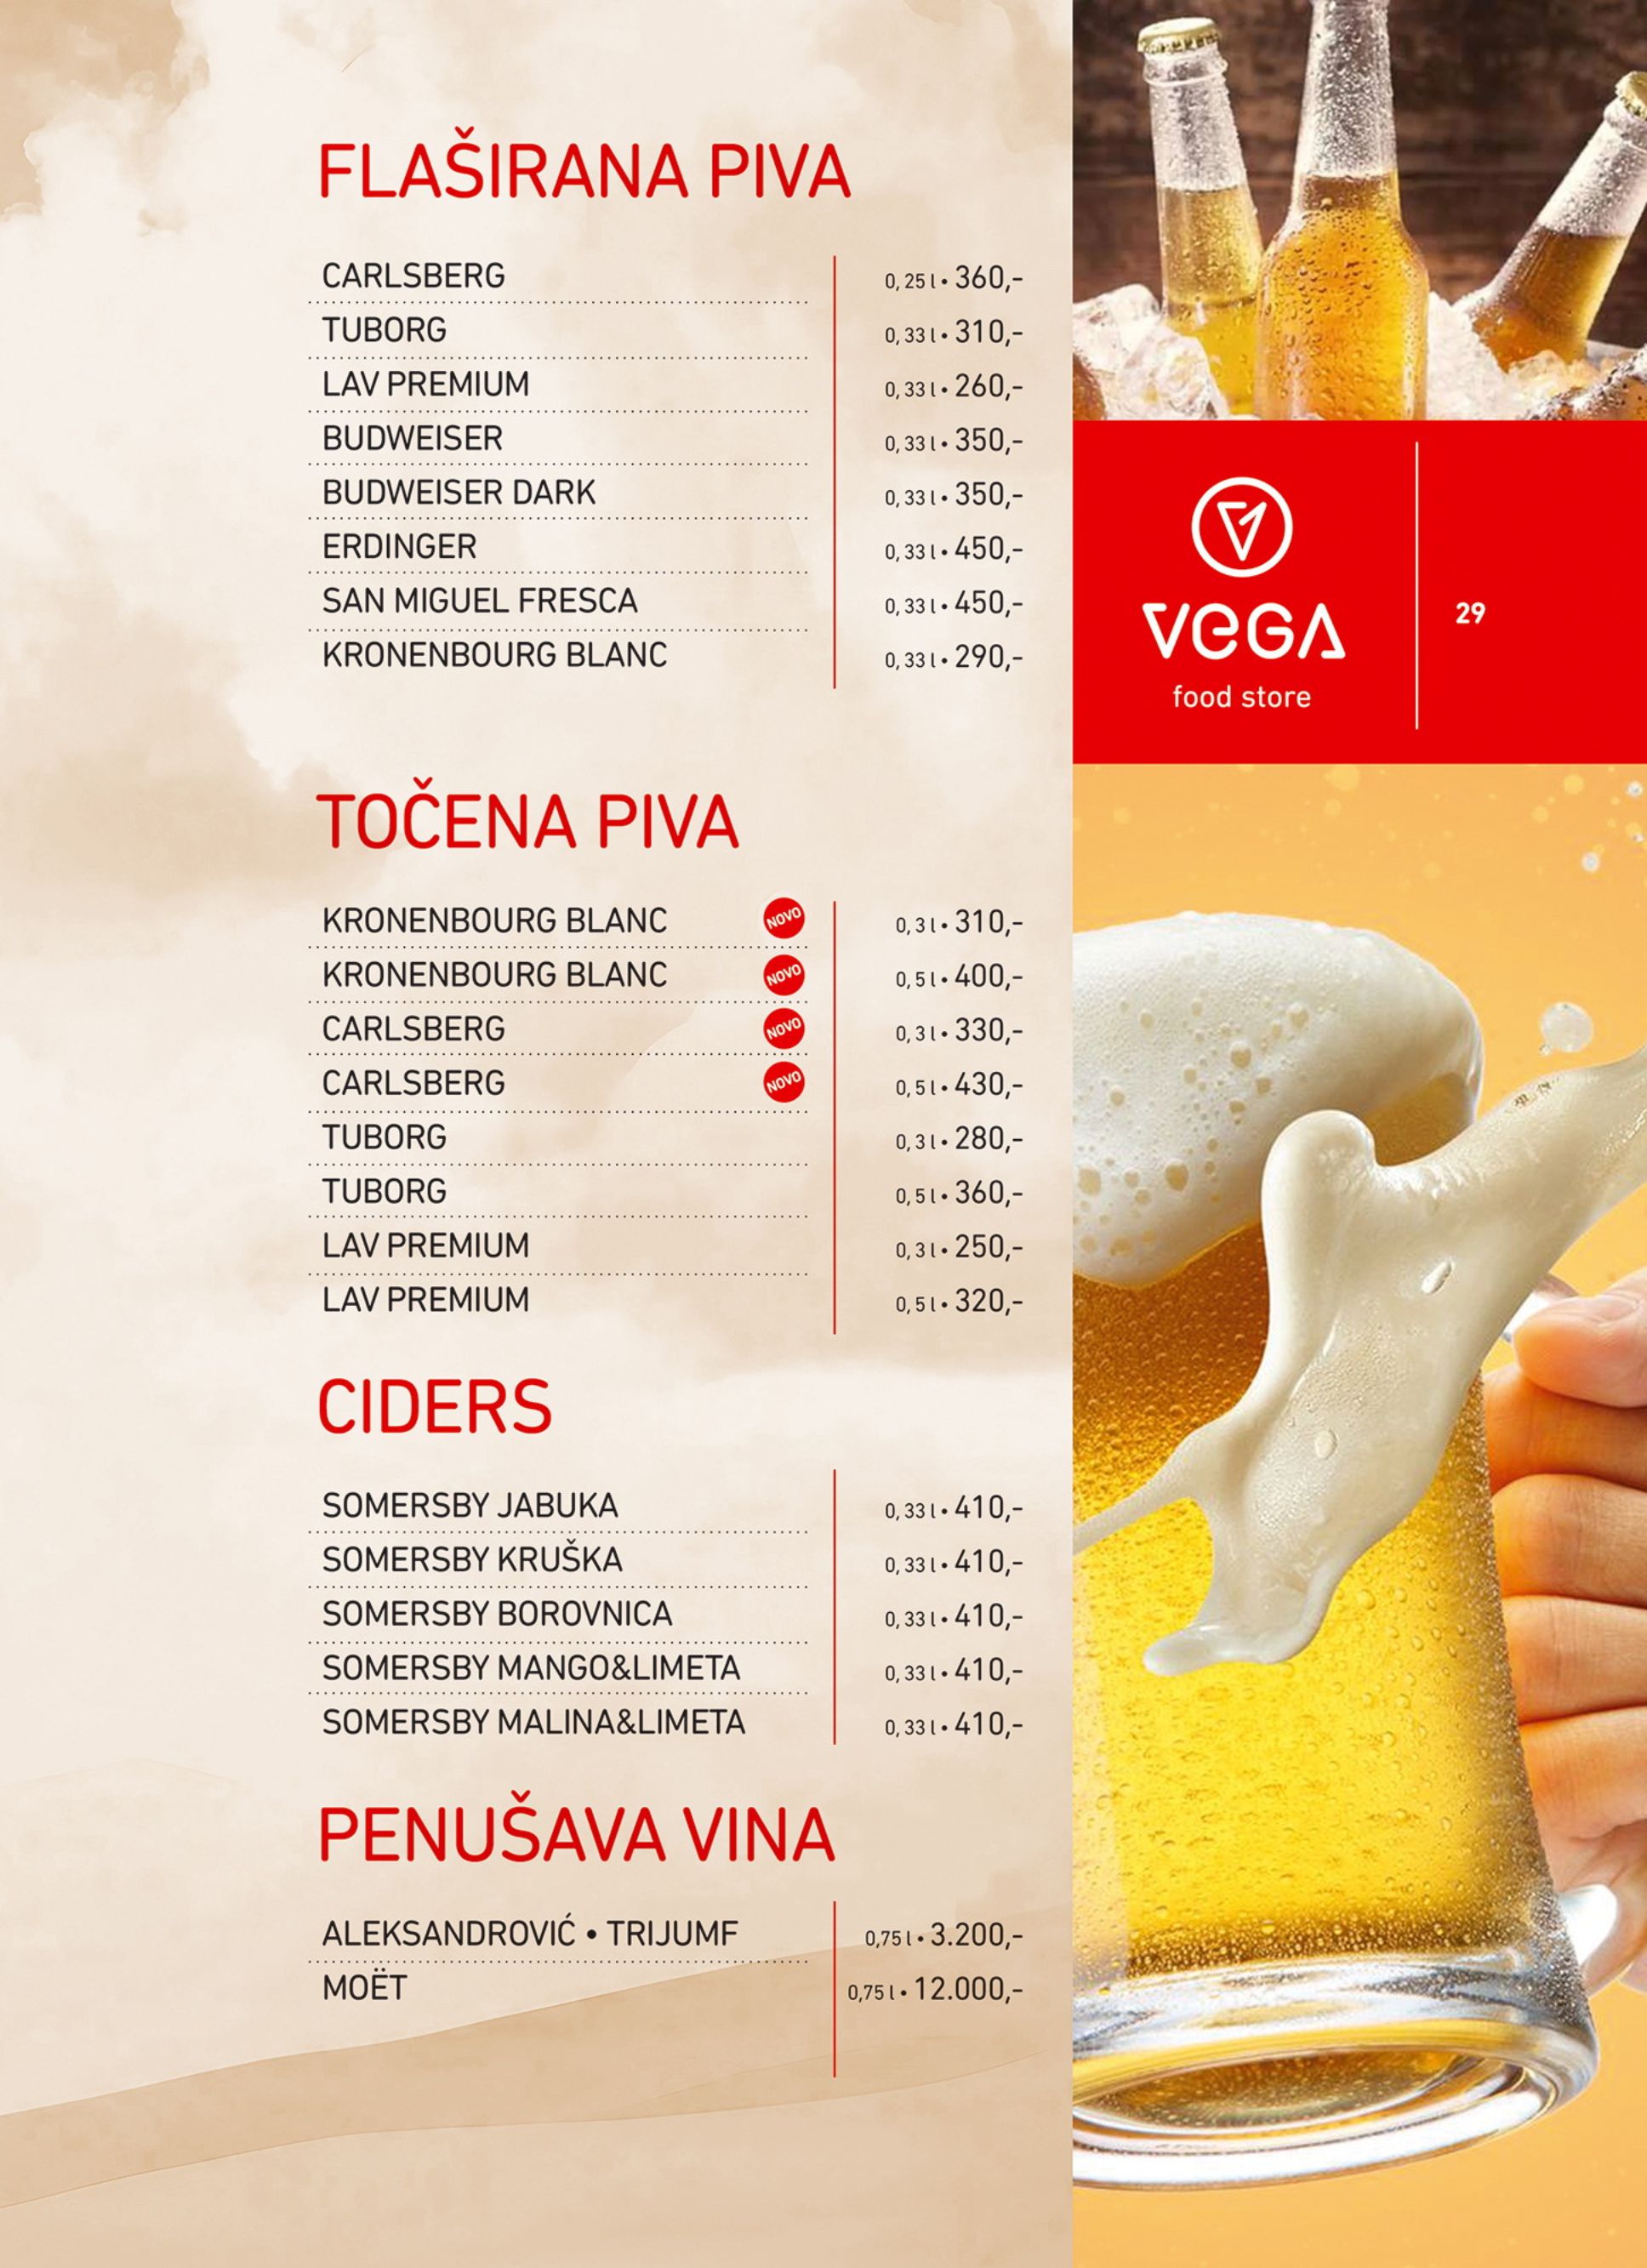 FLAŠIRANA PIVA
CARLSBERG 0,25 l • 360,-
TUBORG 0,33 l • 310,-
LAV PREMIUM 0,33 l • 260,-
BUDWEISER 0,33 l • 350,-
BUDWEISER DARK 0,33 l • 350,-
ERDINGER 0,33 l • 450,-
SAN MIGUEL FRESCA 0,33 l • 450,-
KRONENBOURG BLANC 0,33 l • 290,-
TOČENA PIVA
KRONENBOURG BLANC NOVO 0,3 l • 310,-
KRONENBOURG BLANC NOVO 0,5 l • 400,-
CARLSBERG NOVO 0,3 l • 330,-
CARLSBERG NOVO 0,5 l • 430,-
TUBORG 0,3 l • 280,-
TUBORG 0,5 l • 360,-
LAV PREMIUM 0,3 l • 250,-
LAV PREMIUM 0,5 l • 320,-
CIDERS
SOMERSBY JABUKA 0,33 l • 410,-
SOMERSBY KRUŠKA 0,33 l • 410,-
SOMERSBY BOROVNICA 0,33 l • 410,-
SOMERSBY MANGO&LIMETA 0,33 l • 410,-
SOMERSBY MALINA&LIMETA 0,33 l • 410,-
PENUŠAVA VINA
ALEKSANDROVIĆ • TRIJUMF 0,75 l • 3.200,-
MOËT 0,75 l • 12.000,-
VeGA
food store
29